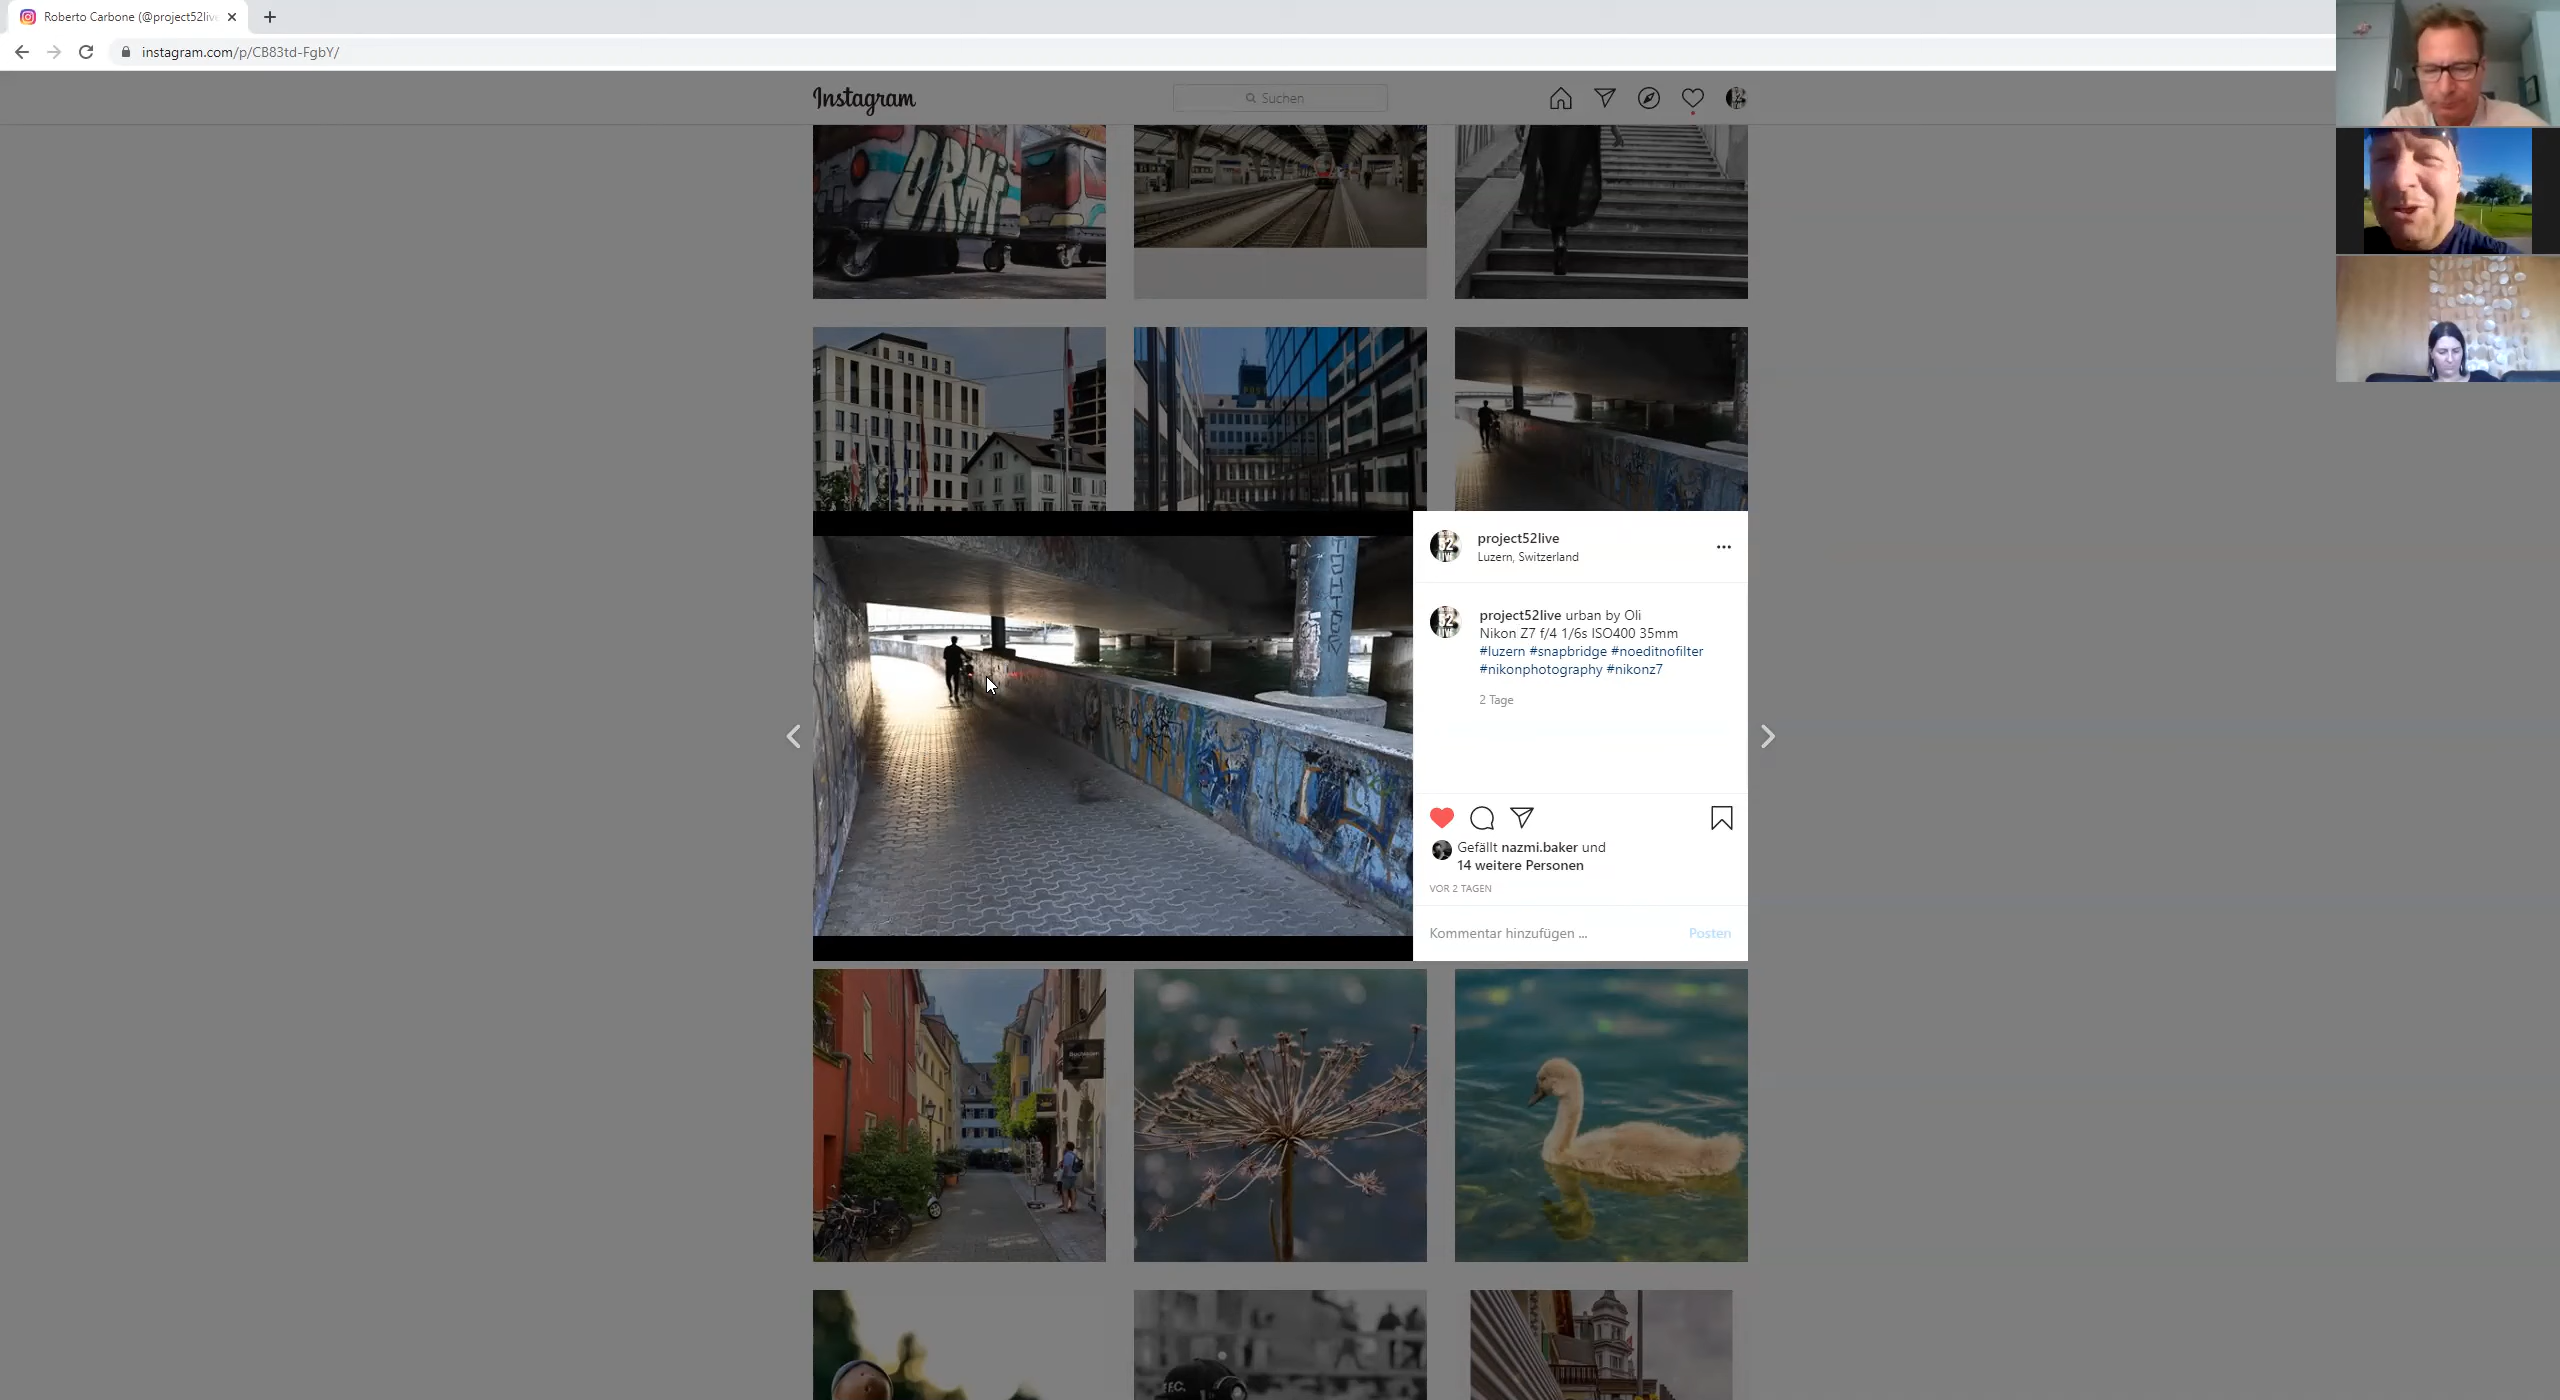 Roberto Carbone (@project52liv
instagram.com/p/CB83td-FgbY/
Instagram
Suchen
project52live
Luzern, Switzerland
project52live urban by Oli
Nikon Z7 f/4 1/6s ISO400 35mm
#luzern #snapbridge #noeditnofilter
#nikonphotography #nikonz7
2 Tage
Gefällt nazmi.baker und
14 weitere Personen
VOR 2 TAGEN
Kommentar hinzufügen ...
Posten